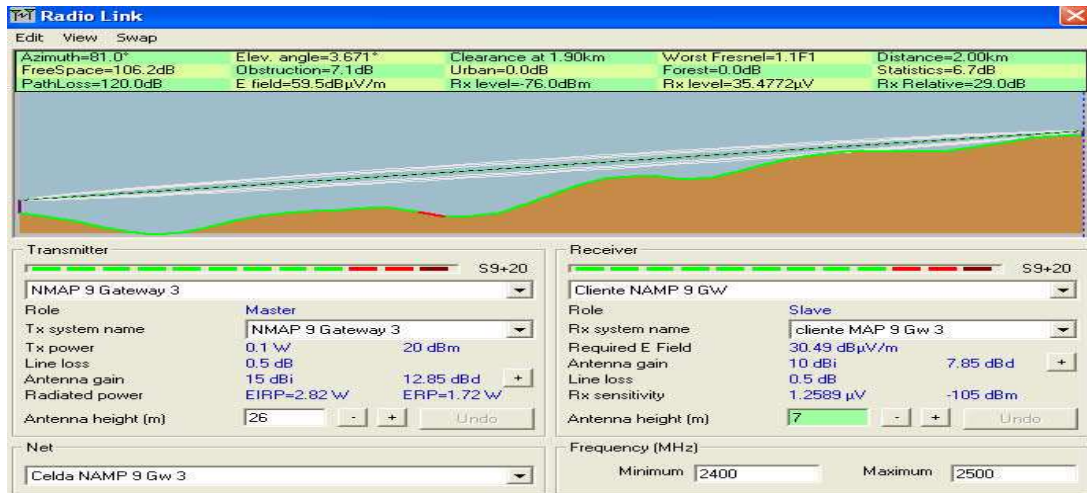 Radio Link
Edit View Swap
Azimuth=81.0° Elev. angle=3.671° Clearance at 1.90km Worst Fresnel=1.1F1 Distance=2.00km
FreeSpace=106.2dB Obstruction=7.1dB Urban=0.0dB Forest=0.0dB Statistics=6.7dB
PathLoss=120.0dB E field=59.5dBµV/m Rx level=-76.0dBm Rx level=35.4772µV Rx Relative=29.0dB
Transmitter
S9+20
NMAP 9 Gateway 3
Role Master
Tx system name NMAP 9 Gateway 3
Tx power 0.1 W 20 dBm
Line loss 0.5 dB
Antenna gain 15 dBi 12.85 dBd +
Radiated power EIRP=2.82 W ERP=1.72 W
Antenna height (m) 26 - + Undo
Net
Celda NAMP 9 Gw 3
Receiver
S9+20
Cliente NAMP 9 GW
Role Slave
Rx system name cliente MAP 9 Gw 3
Required E Field 30.49 dBµV/m
Antenna gain 10 dBi 7.85 dBd +
Line loss 0.5 dB
Rx sensitivity 1.2589 µV -105 dBm
Antenna height (m) 7 - + Undo
Frequency (MHz)
Minimum 2400 Maximum 2500